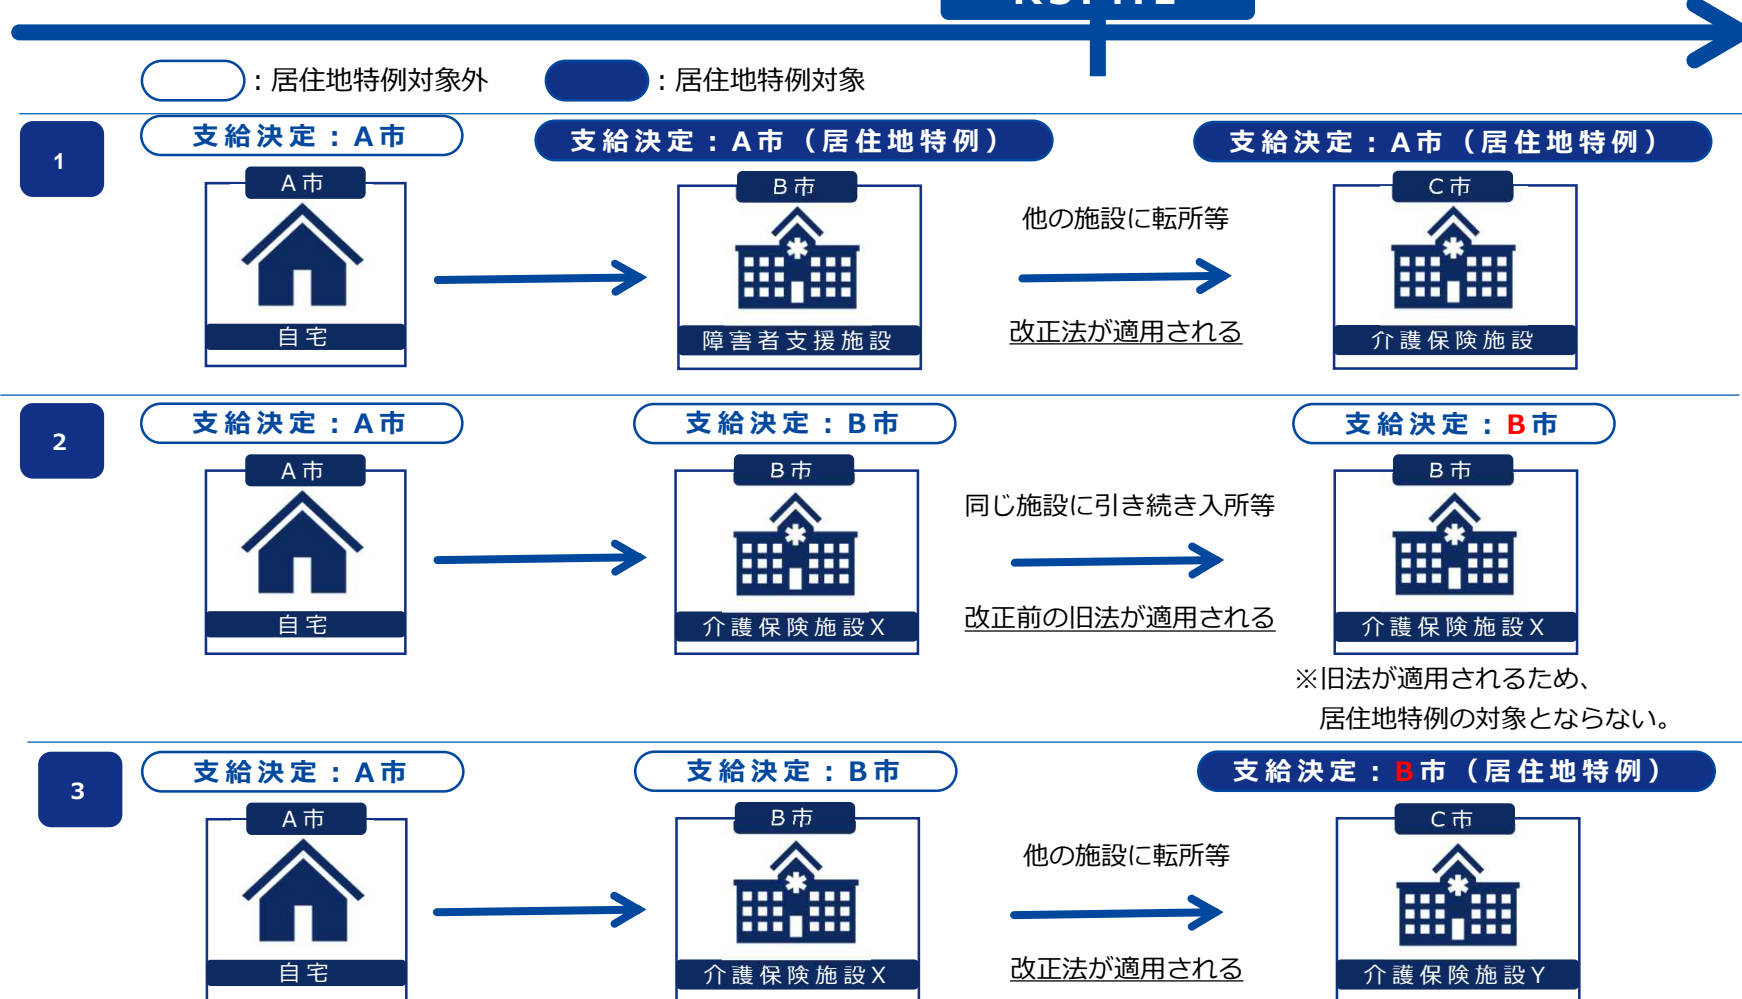 ：居住地特例対象外
：居住地特例対象
1
支給決定：A市
支給決定：A市（居住地特例）
支給決定：A市（居住地特例）
A市
B市
C市
他の施設に転所等
改正法が適用される
自宅
障害者支援施設
介護保険施設
2
支給決定：A市
支給決定：B市
支給決定：B市
A市
B市
B市
同じ施設に引き続き入所等
改正前の旧法が適用される
自宅
介護保険施設X
介護保険施設X
※旧法が適用されるため、
居住地特例の対象とならない。
3
支給決定：A市
支給決定：B市
支給決定：B市（居住地特例）
A市
B市
C市
他の施設に転所等
改正法が適用される
自宅
介護保険施設X
介護保険施設Y